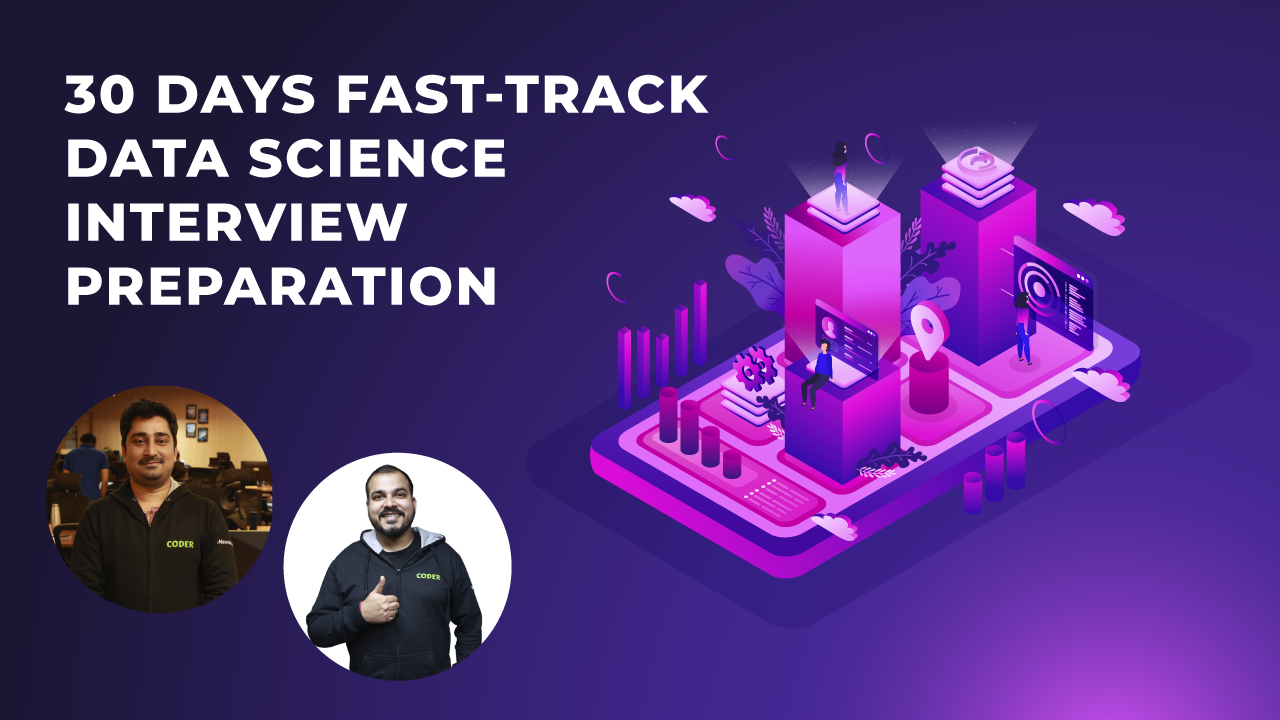 30 DAYS FAST-TRACK
DATA SCIENCE
INTERVIEW
PREPARATION
CODER
CODER